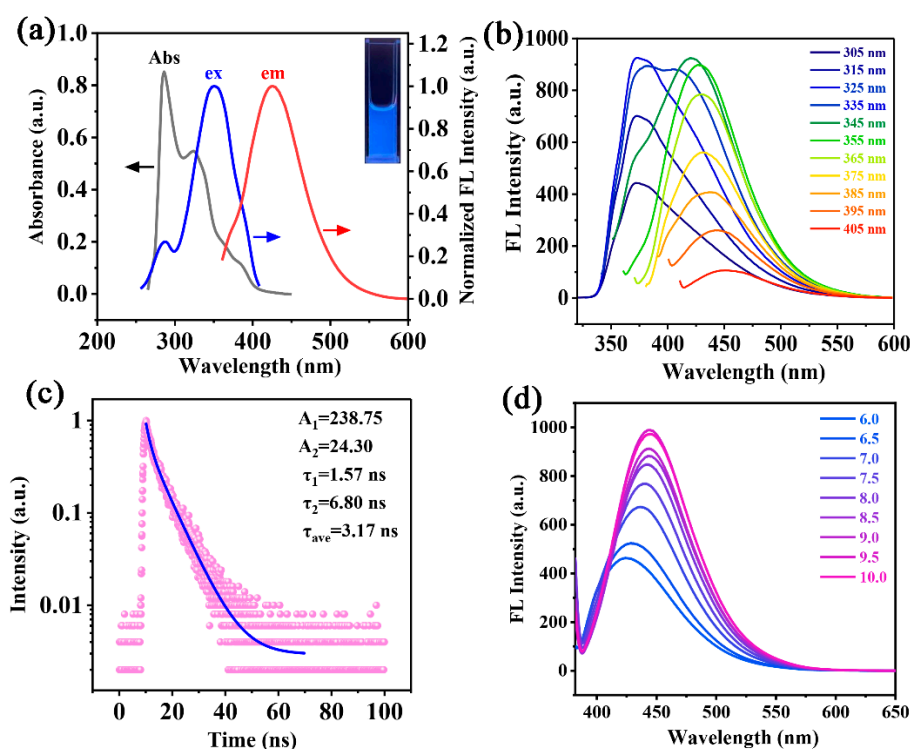 (a)
Absorbance (a.u.)
1.0
0.8
0.6
0.4
0.2
0.0
Abs
ex
em
1.2
1.0
0.8
0.6
0.4
0.2
0.0
Normalized FL Intensity (a.u.)
200 300 400 500 600
Wavelength (nm)
(b)
FL Intensity (a.u.)
1000
800
600
400
200
0
305 nm
315 nm
325 nm
335 nm
345 nm
355 nm
365 nm
375 nm
385 nm
395 nm
405 nm
350 400 450 500 550 600
Wavelength (nm)
(c)
Intensity (a.u.)
1
0.1
0.01
A₁=238.75
A₂=24.30
τ₁=1.57 ns
τ₂=6.80 ns
τₐᵥₑ=3.17 ns
0 20 40 60 80 100
Time (ns)
(d)
FL Intensity (a.u.)
1000
800
600
400
200
0
6.0
6.5
7.0
7.5
8.0
8.5
9.0
9.5
10.0
400 450 500 550 600 650
Wavelength (nm)